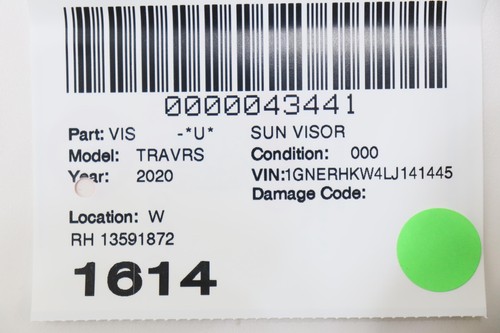 0000043441
Part: VIS -*U* SUN VISOR
Model: TRAVRS Condition: 000
Year: 2020 VIN:1GNERHKW4LJ141445
Damage Code:
Location: W
RH 13591872
1614